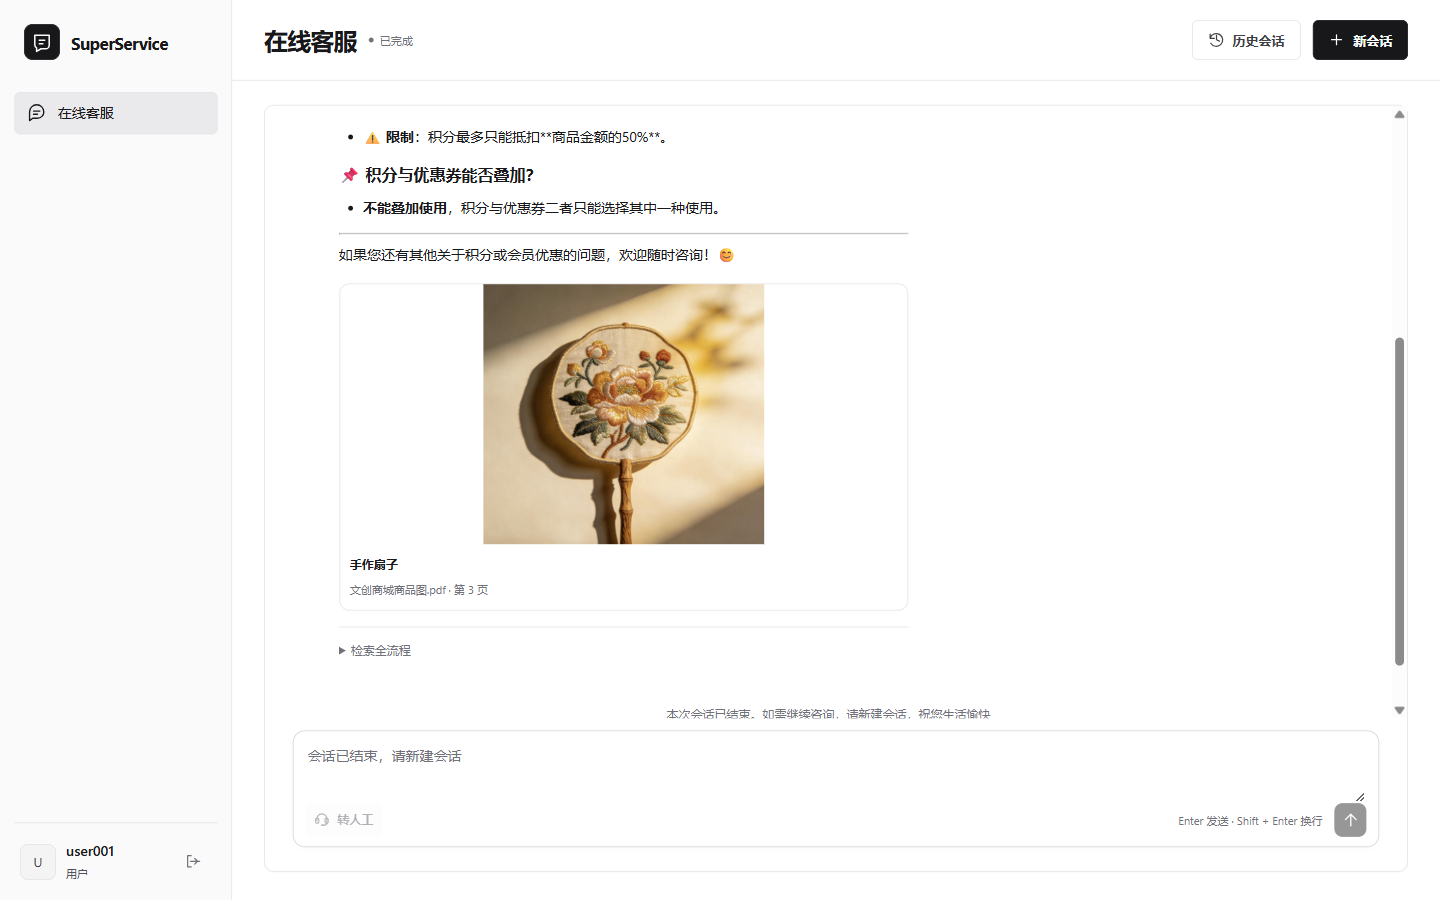 SuperService
在线客服
在线客服
已完成
历史会话
新会话
⚠️ 限制：积分最多只能抵扣**商品金额的50%**。
📌 积分与优惠券能否叠加？
不能叠加使用，积分与优惠券二者只能选择其中一种使用。
如果您还有其他关于积分或会员优惠的问题，欢迎随时咨询！ 😊
手作扇子
文创商城商品图.pdf · 第 3 页
检索全流程
本次会话已结束。如需继续咨询，请新建会话，祝您生活愉快
会话已结束，请新建会话
转人工
Enter 发送 · Shift + Enter 换行
U
user001
用户